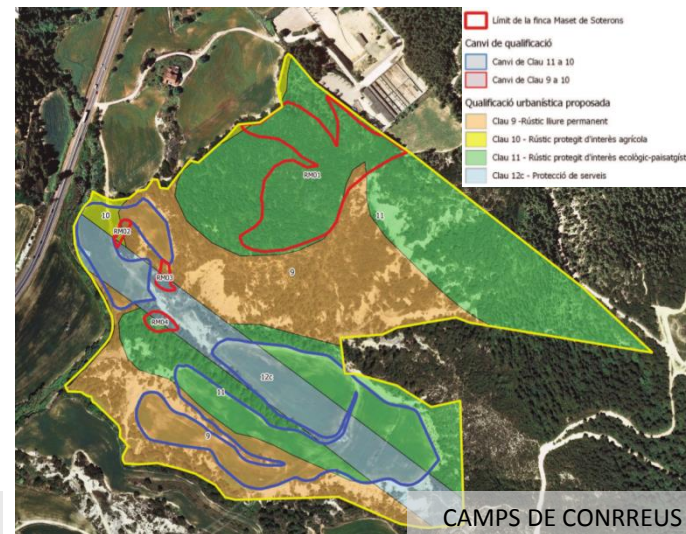 Límit de la finca Maset de Soterons
Canvi de qualificació
Canvi de Clau 11 a 10
Canvi de Clau 9 a 10
Qualificació urbanística proposada
Clau 9 -Rústic lliure permanent
Clau 10 - Rústic protegit d'interès agrícola
Clau 11 - Rústic protegit d'interès ecològic-paisatgíst
Clau 12c - Protecció de serveis
RM01
10
RM02
11
9
RM03
RM04
12c
11
9
CAMPS DE CONRREUS